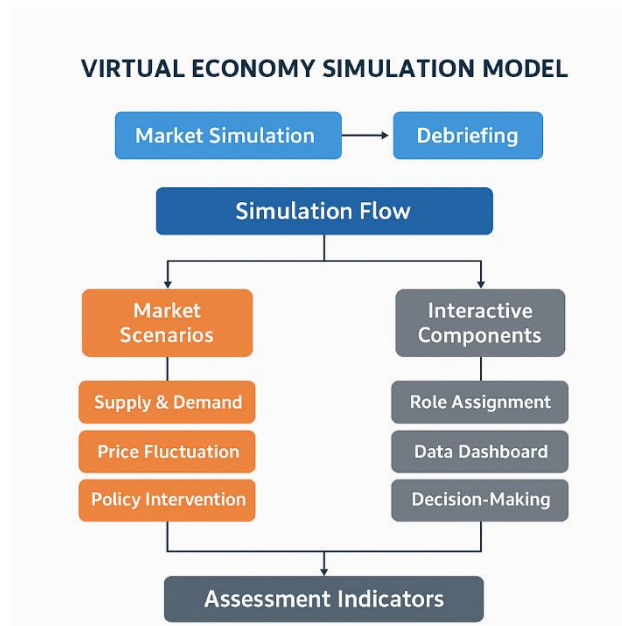 VIRTUAL ECONOMY SIMULATION MODEL
Market Simulation
Debriefing
Simulation Flow
Market
Scenarios
Supply & Demand
Price Fluctuation
Policy Intervention
Interactive
Components
Role Assignment
Data Dashboard
Decision-Making
Assessment Indicators